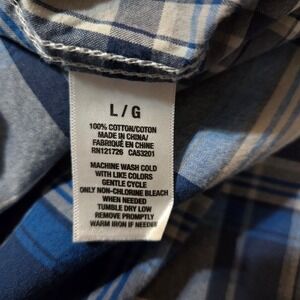 L / G
100% COTTON/COTON
MADE IN CHINA/
FABRIQUÉ EN CHINE
RN121726 CA53201
MACHINE WASH COLD
WITH LIKE COLORS
GENTLE CYCLE
ONLY NON-CHLORINE BLEACH
WHEN NEEDED
TUMBLE DRY LOW
REMOVE PROMPTLY
WARM IRON IF NEEDED